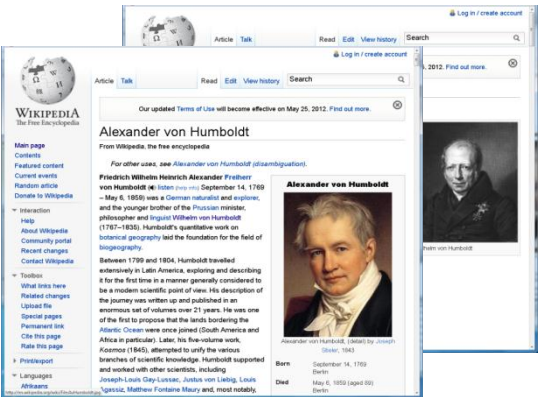 Log in / create account
Article Talk Read Edit View history Search
, 2012. Find out more.
helm von Humboldt
Log in / create account
Article Talk Read Edit View history Search
WIKIPEDIA
The Free Encyclopedia
Main page
Contents
Featured content
Current events
Random article
Donate to Wikipedia
Interaction
Help
About Wikipedia
Community portal
Recent changes
Contact Wikipedia
Toolbox
What links here
Related changes
Upload file
Special pages
Permanent link
Cite this page
Rate this page
Print/export
Languages
Afrikaans
Our updated Terms of Use will become effective on May 25, 2012. Find out more.
Alexander von Humboldt
From Wikipedia, the free encyclopedia
For other uses, see Alexander von Humboldt (disambiguation).
Friedrich Wilhelm Heinrich Alexander Freiherr
von Humboldt ( listen (help·info) September 14, 1769
– May 6, 1859) was a German naturalist and explorer,
and the younger brother of the Prussian minister,
philosopher and linguist Wilhelm von Humboldt
(1767–1835). Humboldt's quantitative work on
botanical geography laid the foundation for the field of
biogeography.
Between 1799 and 1804, Humboldt travelled
extensively in Latin America, exploring and describing
it for the first time in a manner generally considered to
be a modern scientific point of view. His description of
the journey was written up and published in an
enormous set of volumes over 21 years. He was one
of the first to propose that the lands bordering the
Atlantic Ocean were once joined (South America and
Africa in particular). Later, his five-volume work,
Kosmos (1845), attempted to unify the various
branches of scientific knowledge. Humboldt supported
and worked with other scientists, including
Joseph-Louis Gay-Lussac, Justus von Liebig, Louis
Agassiz, Matthew Fontaine Maury and, most notably,
Alexander von Humboldt
Alexander von Humboldt, (detail) by Joseph
Stieler, 1843
Born September 14, 1769
Berlin
Died May 6, 1859 (aged 89)
Berlin